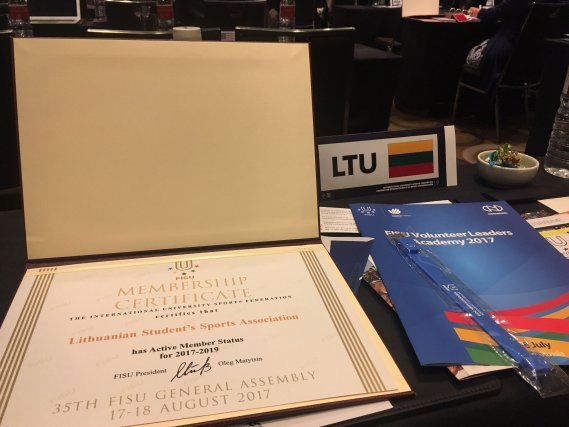 U
FISU
MEMBERSHIP
CERTIFICATE
THE INTERNATIONAL UNIVERSITY SPORTS FEDERATION
certifies that
Lithuanian Student's Sports Association
has Active Member Status
for 2017-2019
FISU President Oleg Matyisin
35TH FISU GENERAL ASSEMBLY
17-18 AUGUST 2017
LTU
FISU Volunteer Leaders
Academy 2017
July